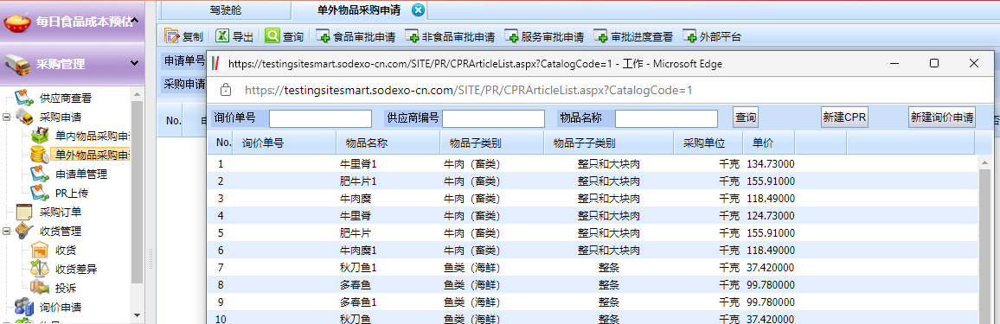 每日食品成本预估
采购管理
供应商查看
采购申请
单内物品采购申
单外物品采购申
申请单管理
PR上传
采购订单
收货管理
收货
收货差异
投诉
询价申请
驾驶舱 单外物品采购申请
复制 导出 查询 食品审批申请 非食品审批申请 服务审批申请 审批进度查看 外部平台
申请单号
采购申请
No.
https://testingsitesmart.sodexo-cn.com/SITE/PR/CPRArticleList.aspx?CatalogCode=1 - 工作 - Microsoft Edge
https://testingsitesmart.sodexo-cn.com/SITE/PR/CPRArticleList.aspx?CatalogCode=1
询价单号 供应商编号 物品名称 查询 新建CPR 新建询价申请
No. 询价单号 物品名称 物品子类别 物品子子类别 采购单位 单价
1 牛里脊1 牛肉（畜类） 整只和大块肉 千克 134.73000
2 肥牛片1 牛肉（畜类） 整只和大块肉 千克 155.91000
3 牛肉糜 牛肉（畜类） 整只和大块肉 千克 118.49000
4 牛里脊 牛肉（畜类） 整只和大块肉 千克 124.73000
5 肥牛片 牛肉（畜类） 整只和大块肉 千克 155.91000
6 牛肉糜1 牛肉（畜类） 整只和大块肉 千克 118.49000
7 秋刀鱼1 鱼类（海鲜） 整条 千克 37.420000
8 多春鱼 鱼类（海鲜） 整条 千克 99.780000
9 多春鱼1 鱼类（海鲜） 整条 千克 99.780000
10 秋刀鱼 鱼类（海鲜） 整条 千克 37.420000